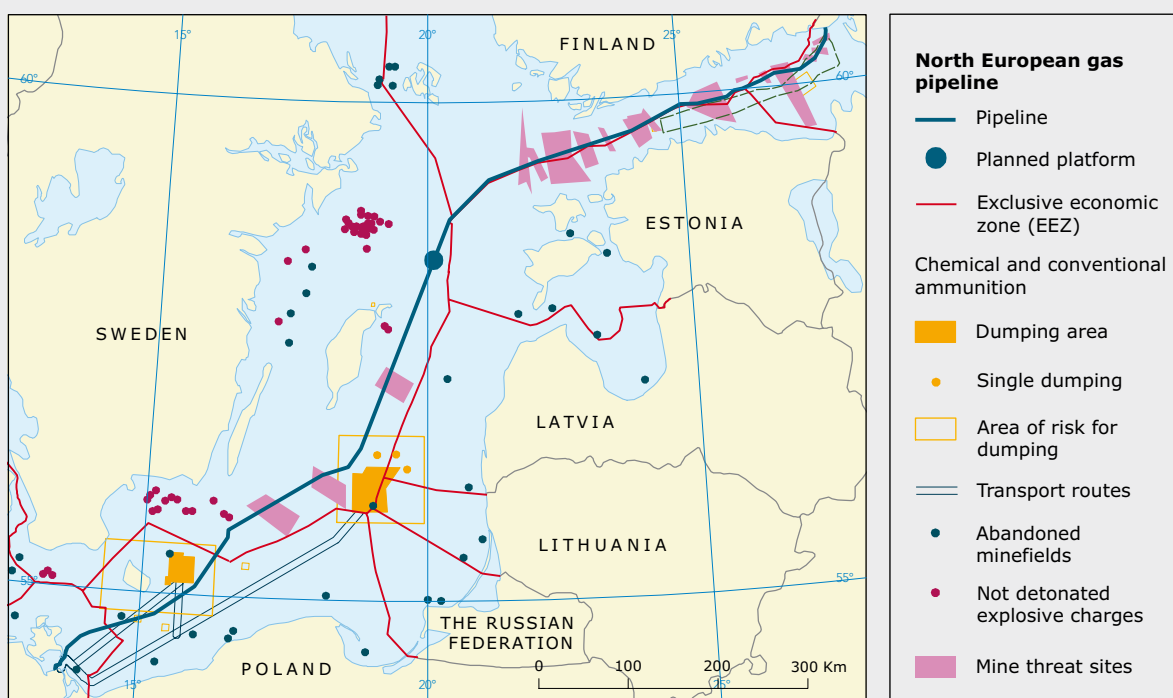 15°
20°
25°
FINLAND
60°
60°
ESTONIA
SWEDEN
LATVIA
LITHUANIA
55°
55°
THE RUSSIAN
FEDERATION
POLAND
0
100
200
300 Km
15°
20°
25°
North European gas
pipeline
Pipeline
Planned platform
Exclusive economic
zone (EEZ)
Chemical and conventional
ammunition
Dumping area
Single dumping
Area of risk for
dumping
Transport routes
Abandoned
minefields
Not detonated
explosive charges
Mine threat sites